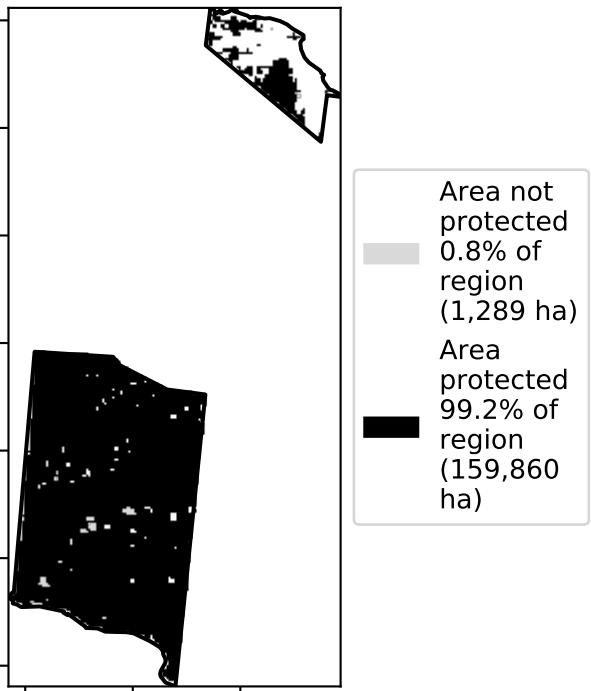 Area not
protected
0.8% of
region
(1,289 ha)
Area
protected
99.2% of
region
(159,860
ha)